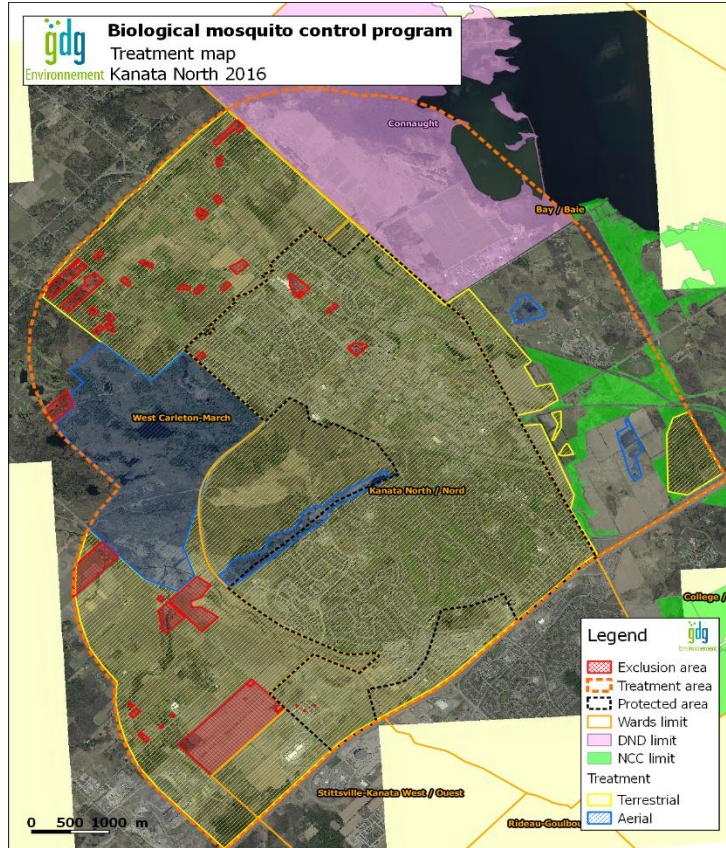 gdg
Environnement
Biological mosquito control program
Treatment map
Kanata North 2016
Connaught
Bay / Baie
West Carleton-March
Kanata North / Nord
College /
Legend
gdg
Environnement
Exclusion area
Treatment area
Protected area
Wards limit
DND limit
NCC limit
Treatment
Terrestrial
Aerial
Stittsville-Kanata West / Ouest
Rideau-Goulbou
0 500 1000 m